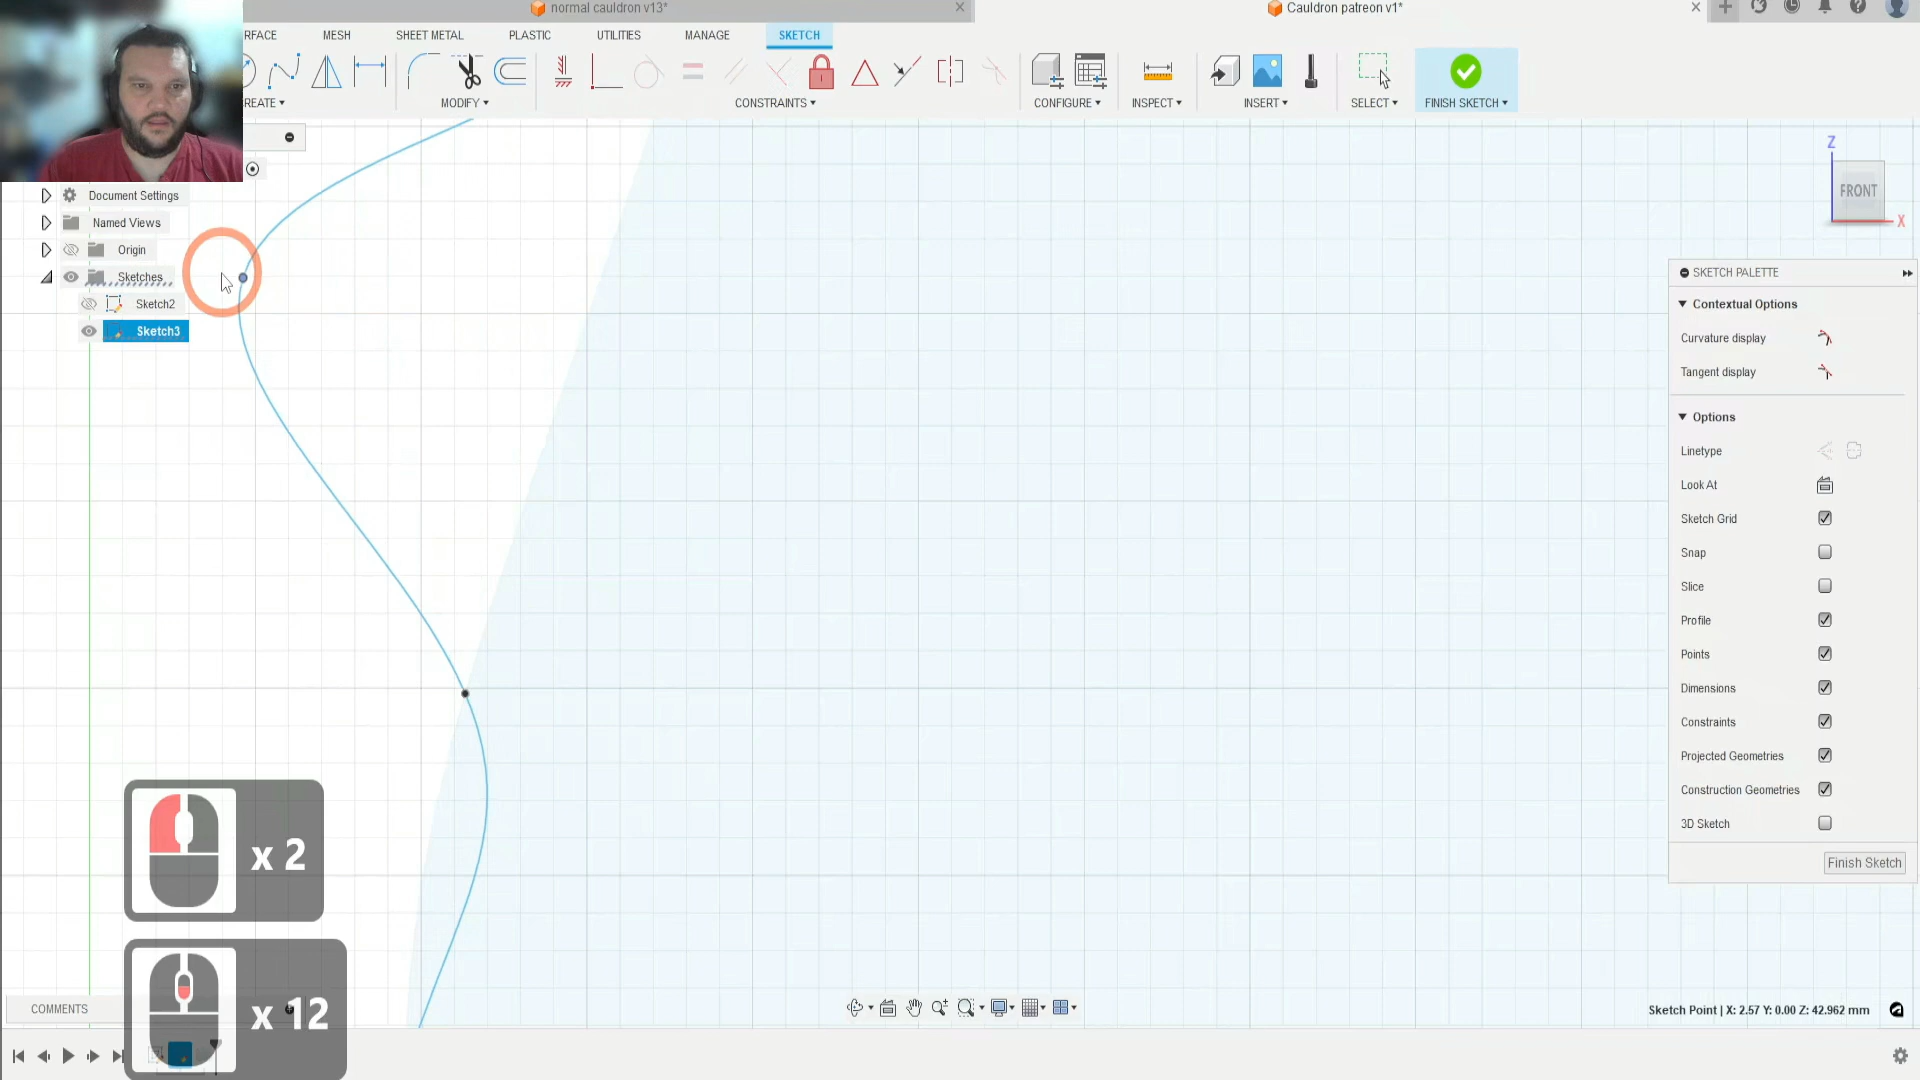 normal cauldron v13*
Cauldron patreon v1*
RFACE
MESH
SHEET METAL
PLASTIC
UTILITIES
MANAGE
SKETCH
REATE
MODIFY
CONSTRAINTS
CONFIGURE
INSPECT
INSERT
SELECT
FINISH SKETCH
Document Settings
Named Views
Origin
Sketches
Sketch2
Sketch3
Z
FRONT
X
SKETCH PALETTE
Contextual Options
Curvature display
Tangent display
Options
Linetype
Look At
Sketch Grid
Snap
Slice
Profile
Points
Dimensions
Constraints
Projected Geometries
Construction Geometries
3D Sketch
Finish Sketch
x 2
x 12
COMMENTS
Sketch Point | X: 2.57 Y: 0.00 Z: 42.962 mm